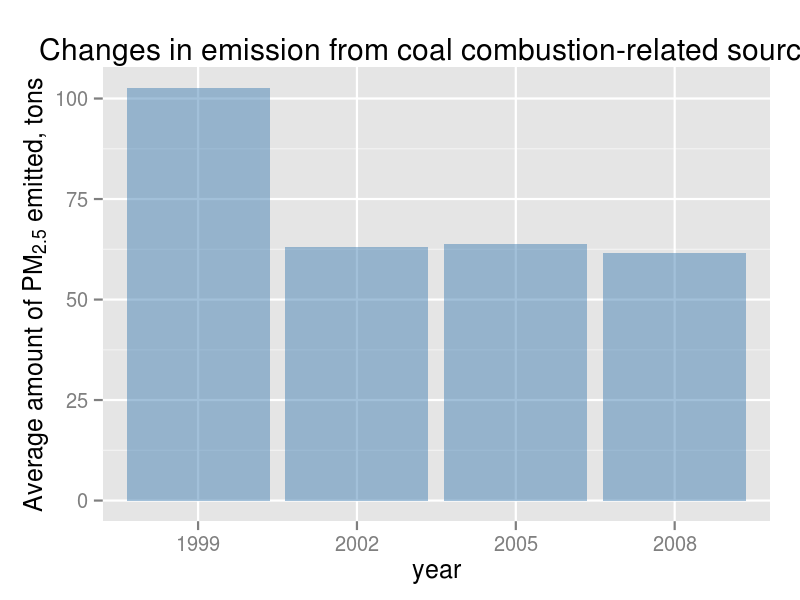 Changes in emission from coal combustion-related sourc
Average amount of PM2.5 emitted, tons
100
75
50
25
0
1999 2002 2005 2008
year